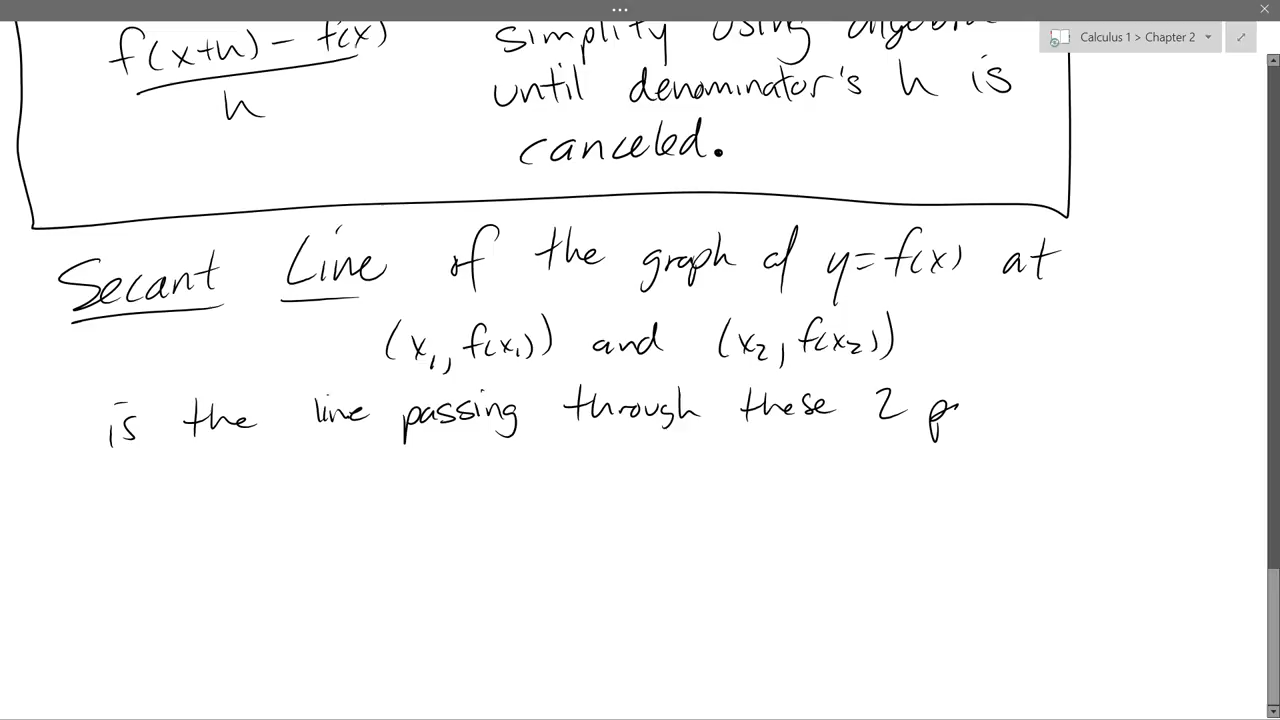 Calculus 1 > Chapter 2
f(x+h) - f(x)
h
simplify using algebra
until denominator's h is
canceled.
Secant Line of the graph of y=f(x) at
(x₁, f(x₁)) and (x₂, f(x₂))
is the line passing through these 2 p